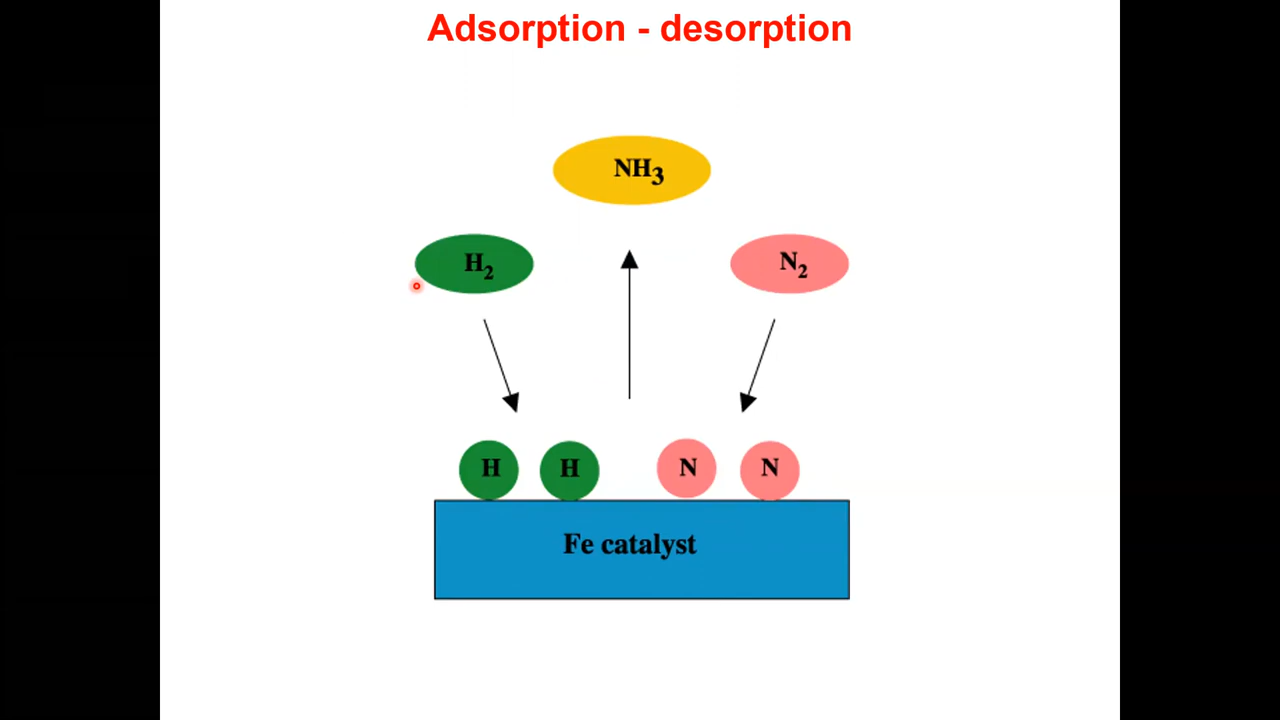 Adsorption - desorption
NH3
H2
N2
H H N N
Fe catalyst